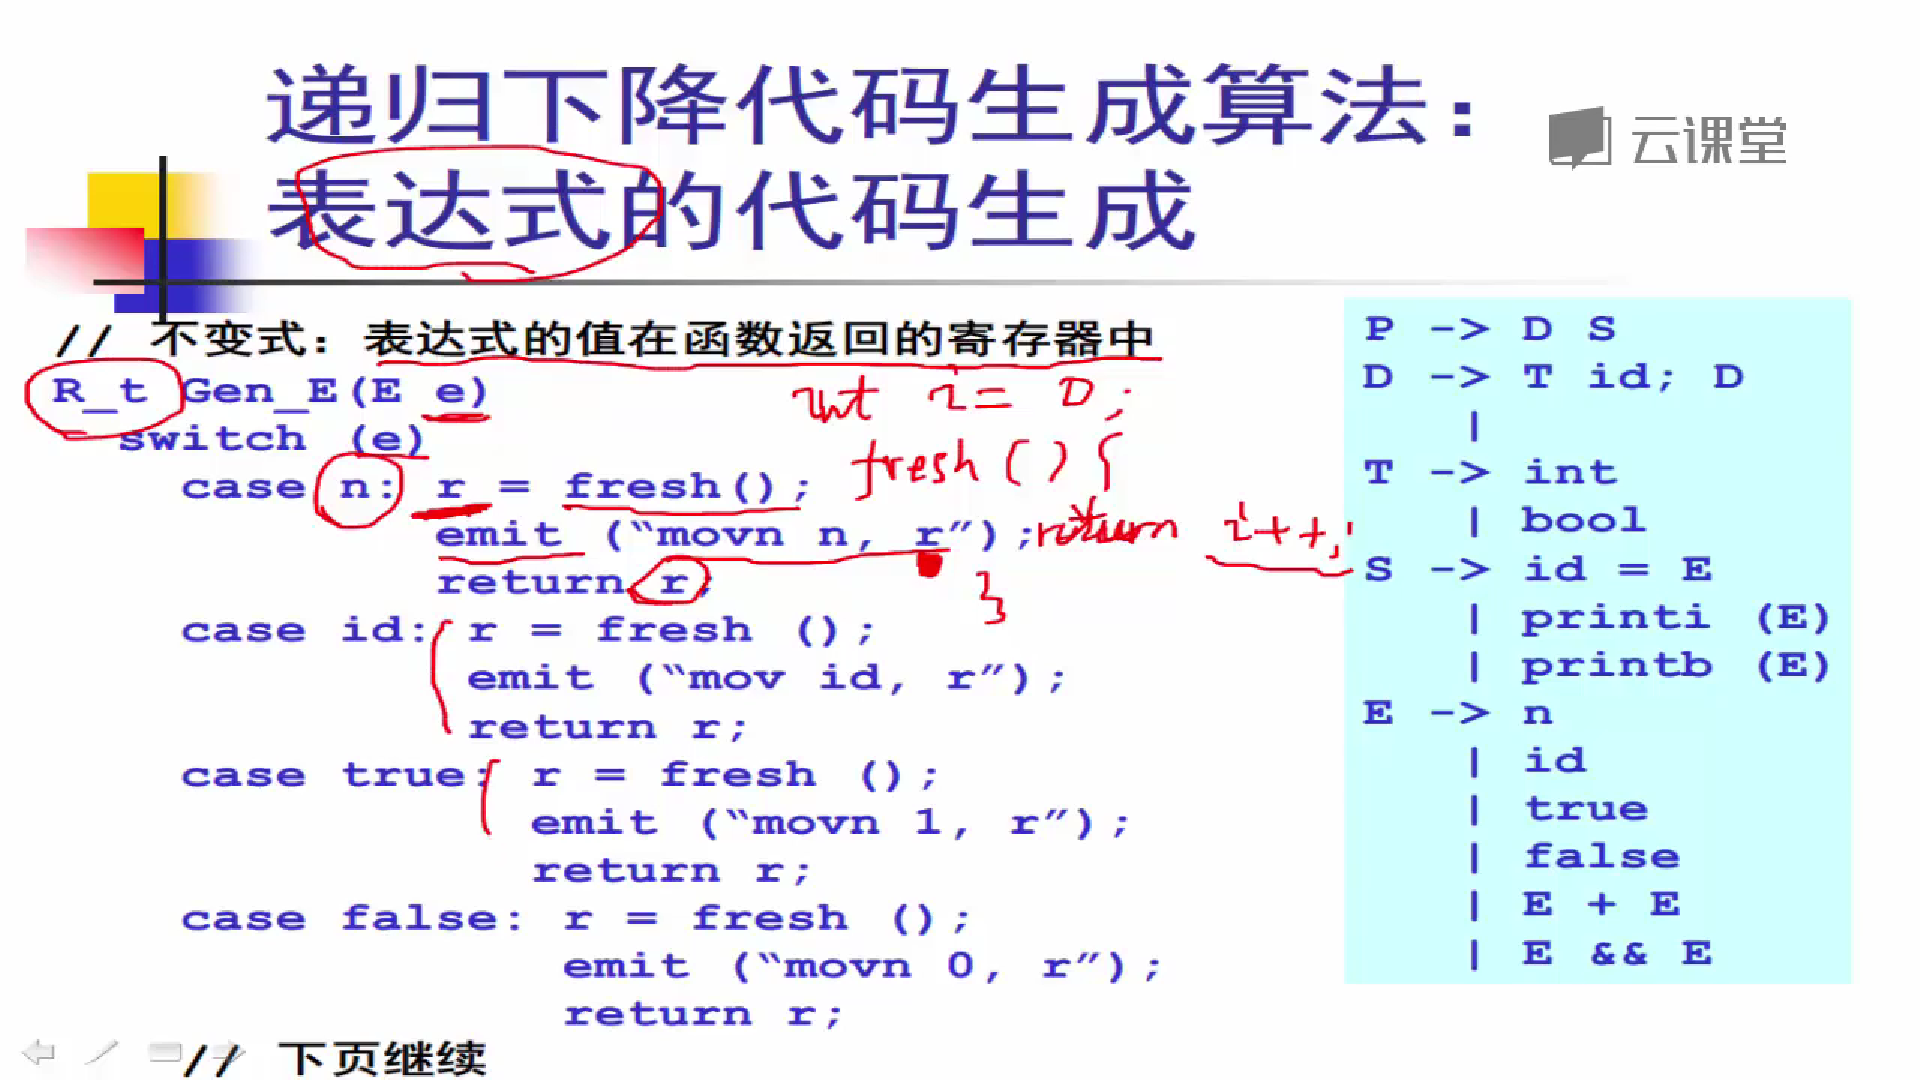 递归下降代码生成算法：
表达式的代码生成
云课堂
// 不变式：表达式的值在函数返回的寄存器中
R_t Gen_E(E e)
switch (e)
case n: r = fresh();
emit (“movn n, r”);
return r;
case id: r = fresh ();
emit (“mov id, r”);
return r;
case true: r = fresh ();
emit (“movn 1, r”);
return r;
case false: r = fresh ();
emit (“movn 0, r”);
return r;
// 下页继续
int i = 0;
fresh () {
return i++;
}
P -> D S
D -> T id; D
|
T -> int
| bool
S -> id = E
| printi (E)
| printb (E)
E -> n
| id
| true
| false
| E + E
| E && E